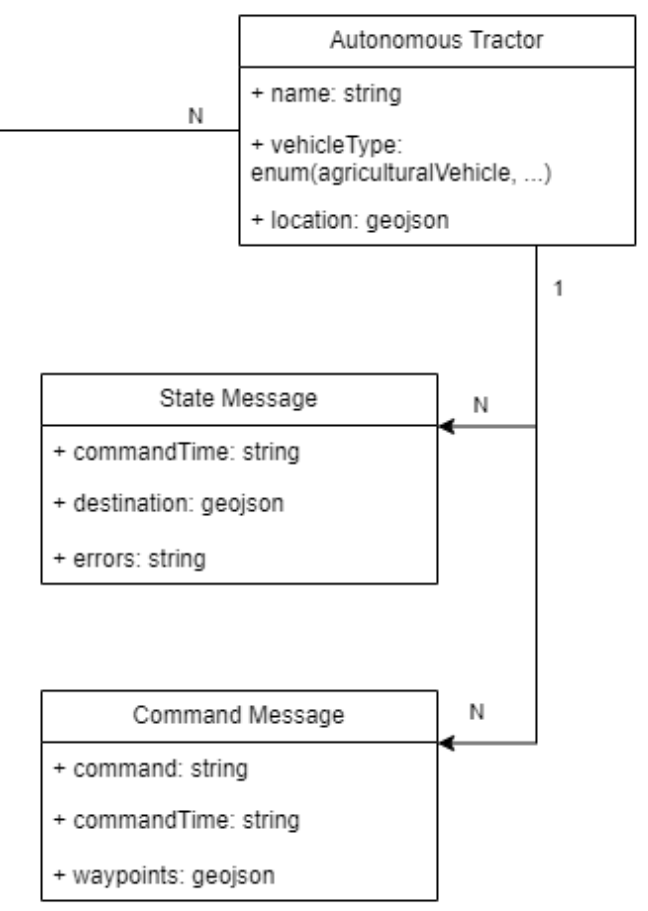 Autonomous Tractor
+ name: string
N
+ vehicleType:
enum(agriculturalVehicle, ...)
+ location: geojson
1
State Message
N
+ commandTime: string
+ destination: geojson
+ errors: string
Command Message
N
+ command: string
+ commandTime: string
+ waypoints: geojson